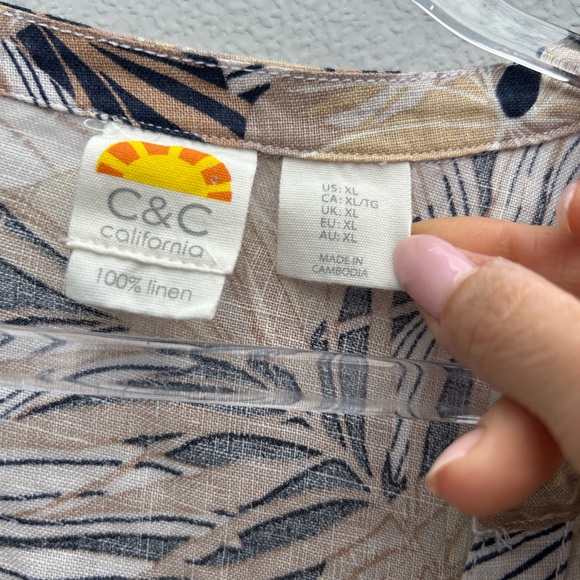 C&C
california
100% linen
US: XL
CA: XL/TG
UK: XL
EU: XL
AU: XL
MADE IN
CAMBODIA